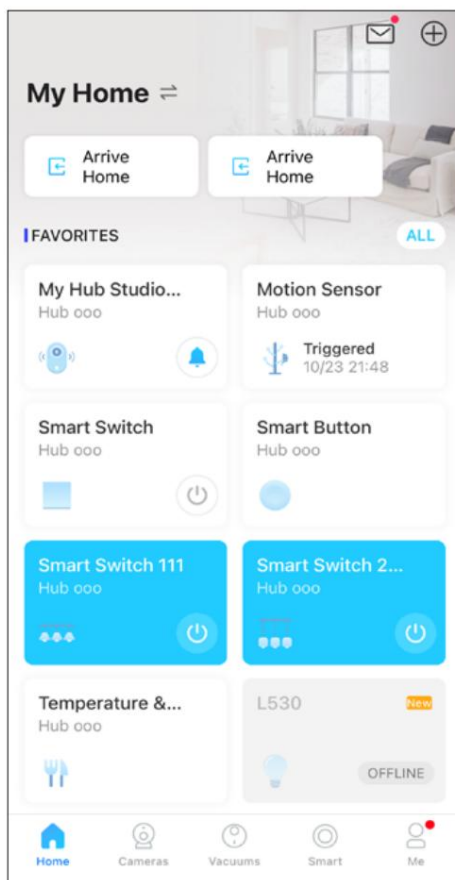 My Home
Arrive
Home
Arrive
Home
FAVORITES
ALL
My Hub Studio...
Hub ooo
Motion Sensor
Hub ooo
Triggered
10/23 21:48
Smart Switch
Hub ooo
Smart Button
Hub ooo
Smart Switch 111
Hub ooo
Smart Switch 2...
Hub ooo
Temperature &...
Hub ooo
L530
New
OFFLINE
Home
Cameras
Vacuums
Smart
Me